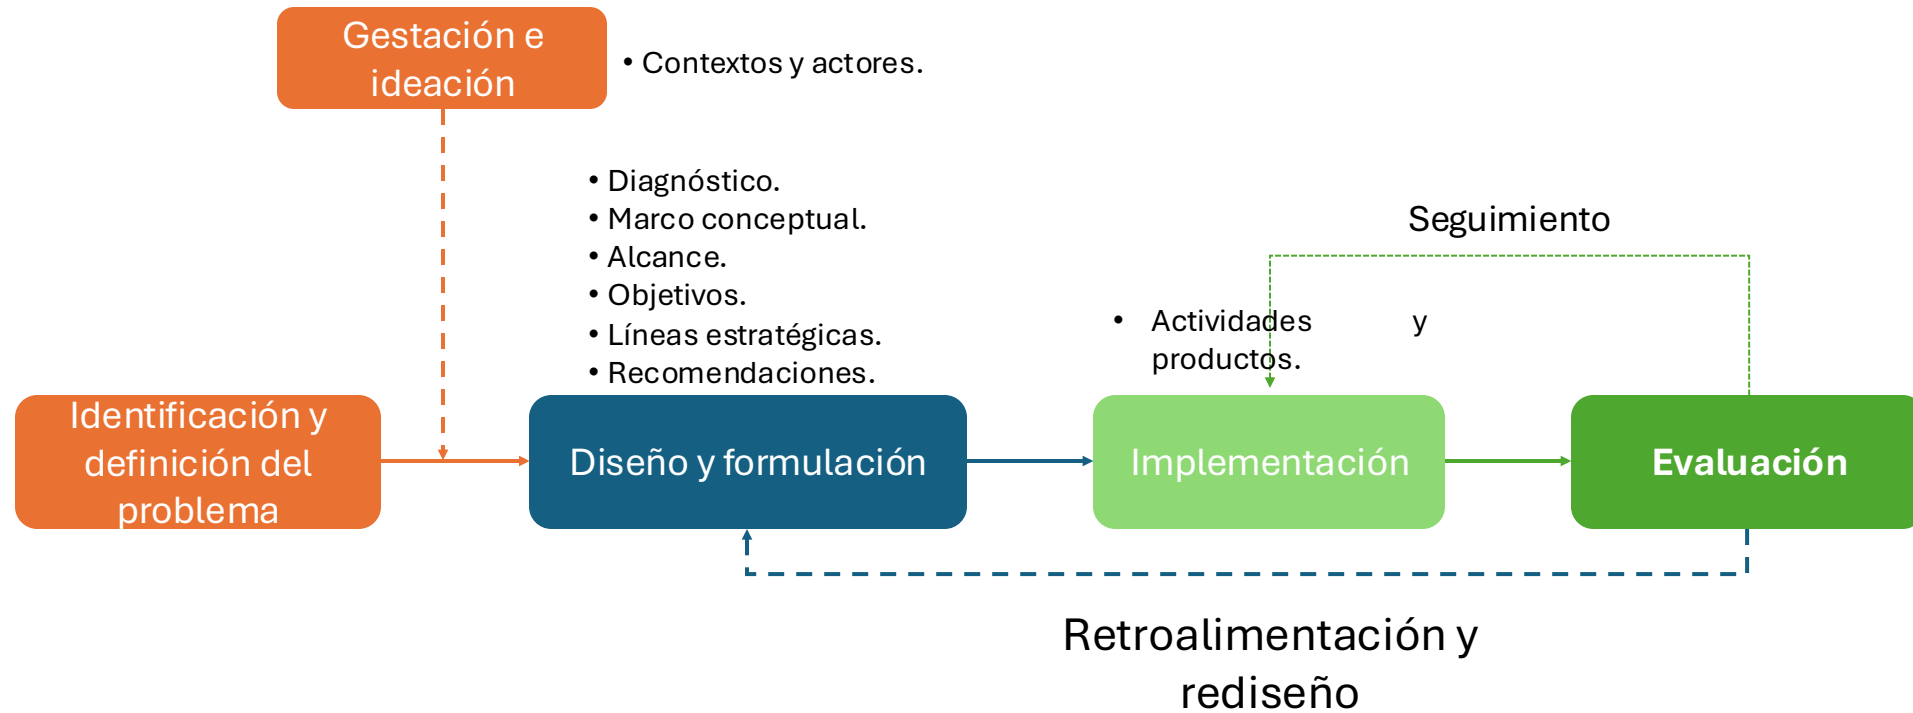 Gestación e
ideación
• Contextos y actores.
• Diagnóstico.
• Marco conceptual.
• Alcance.
• Objetivos.
• Líneas estratégicas.
• Recomendaciones.
Seguimiento
• Actividades y
productos.
Identificación y
definición del
problema
Diseño y formulación
Implementación
Evaluación
Retroalimentación y
rediseño